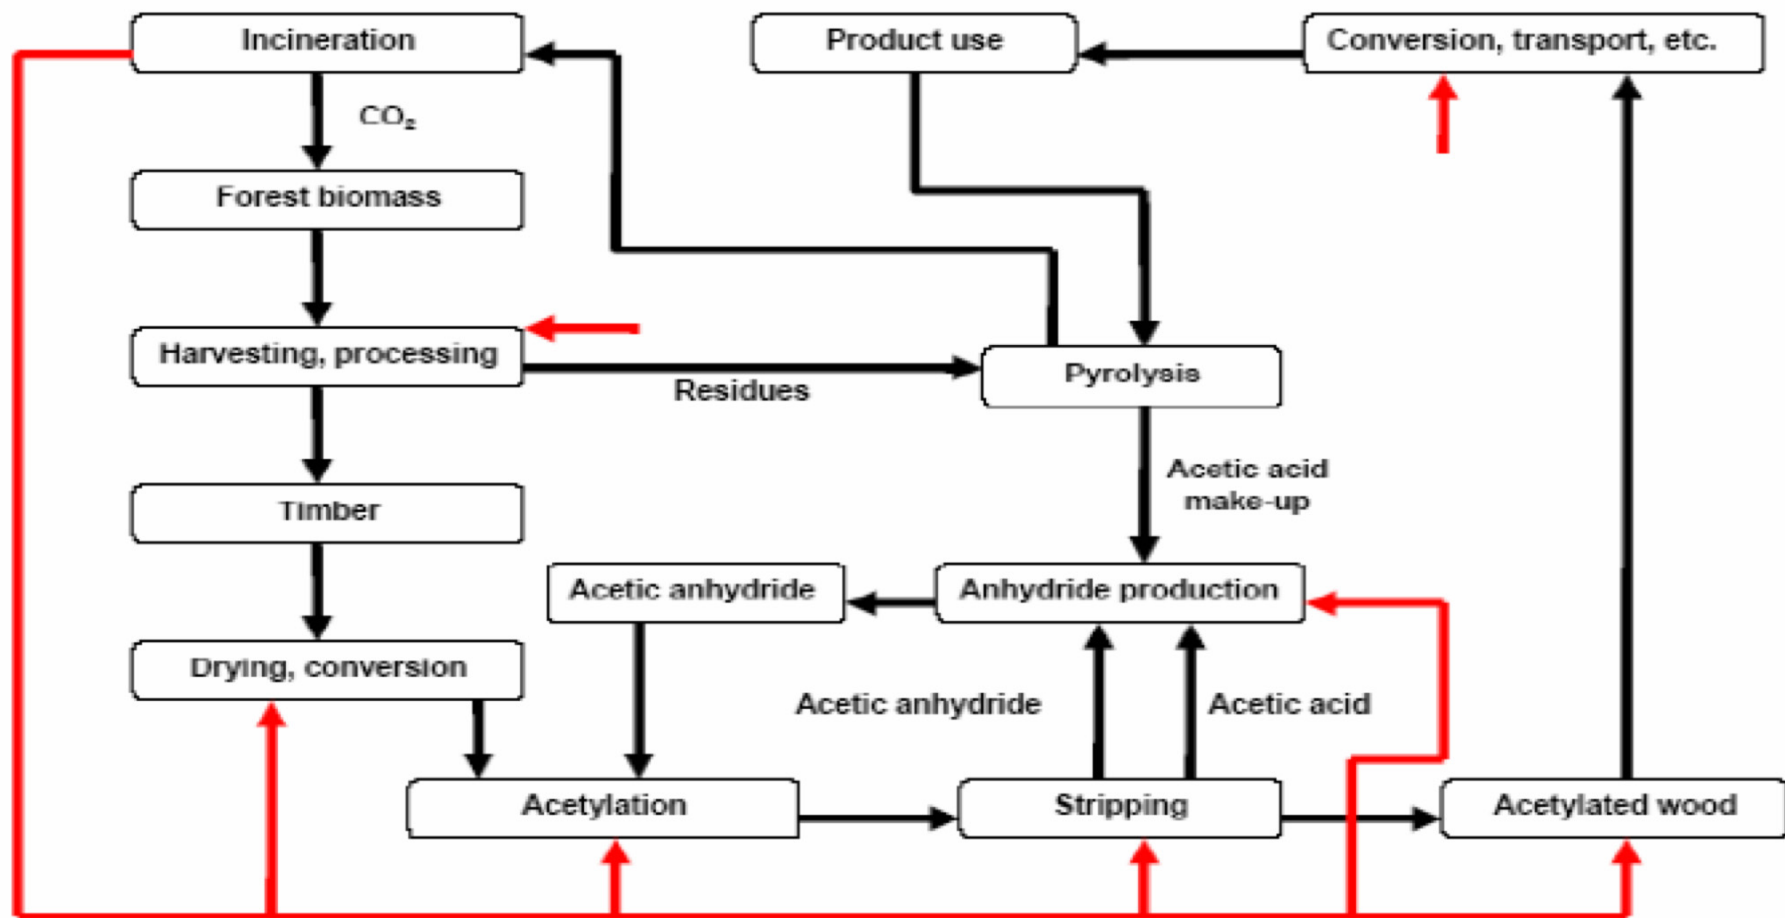 Incineration
Product use
Conversion, transport, etc.
CO₂
Forest biomass
Harvesting, processing
Residues
Pyrolysis
Acetic acid
make-up
Timber
Acetic anhydride
Anhydride production
Drying, conversion
Acetic anhydride
Acetic acid
Acetylation
Stripping
Acetylated wood